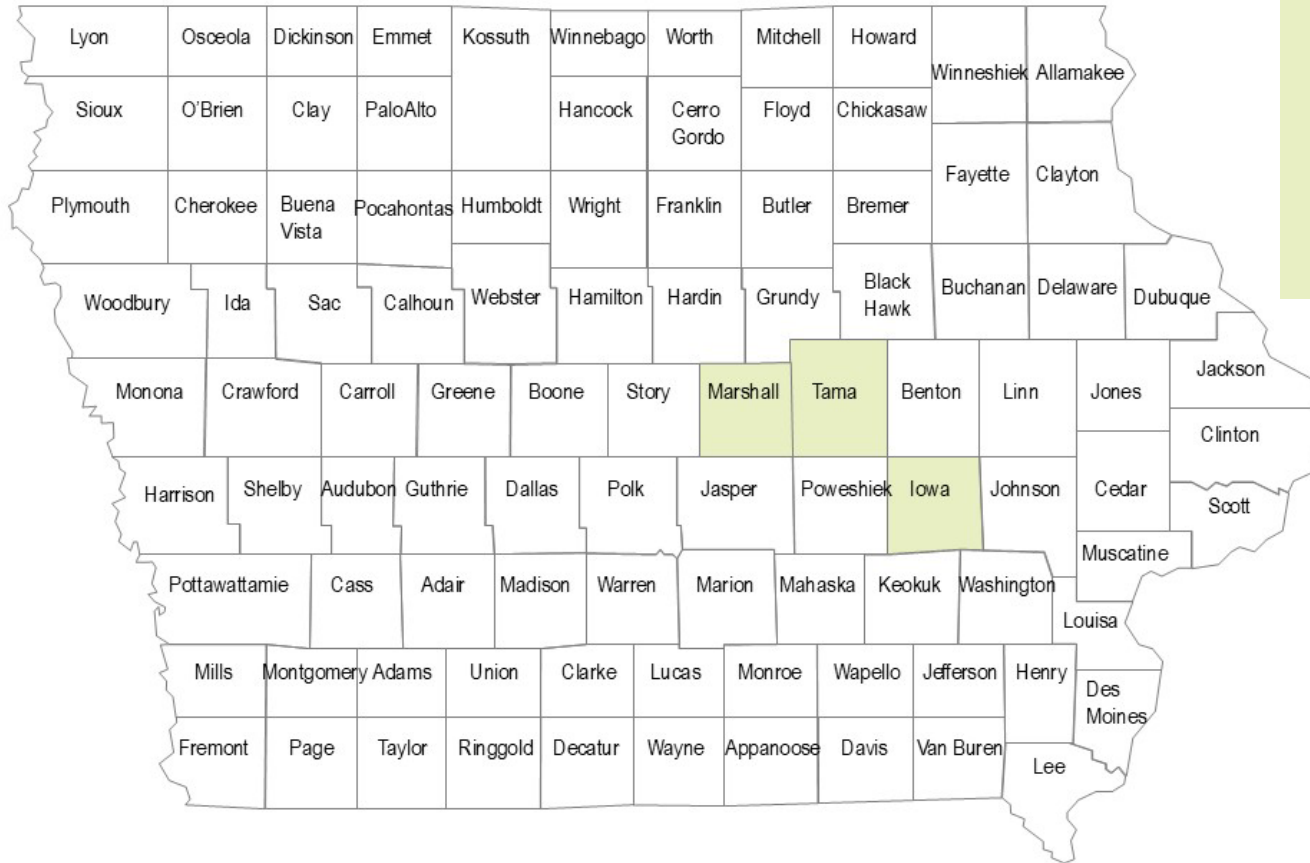 Lyon Osceola Dickinson Emmet Kossuth Winnebago Worth Mitchell Howard
Winneshiek Allamakee
Sioux O'Brien Clay PaloAlto Hancock Cerro Gordo Floyd Chickasaw
Fayette Clayton
Plymouth Cherokee Buena Vista Pocahontas Humboldt Wright Franklin Butler Bremer
Woodbury Ida Sac Calhoun Webster Hamilton Hardin Grundy Black Hawk Buchanan Delaware Dubuque
Jackson
Monona Crawford Carroll Greene Boone Story Marshall Tama Benton Linn Jones
Clinton
Harrison Shelby Audubon Guthrie Dallas Polk Jasper Poweshiek Iowa Johnson Cedar
Scott
Muscatine
Pottawattamie Cass Adair Madison Warren Marion Mahaska Keokuk Washington
Louisa
Mills Montgomery Adams Union Clarke Lucas Monroe Wapello Jefferson Henry
Des Moines
Fremont Page Taylor Ringgold Decatur Wayne Appanoose Davis Van Buren
Lee